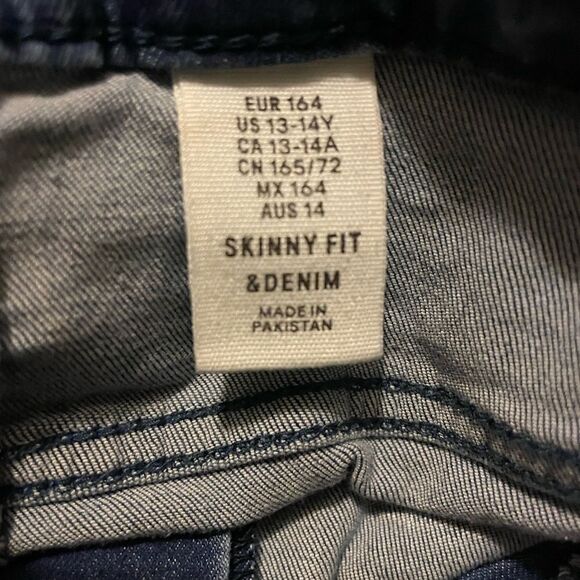 EUR 164
US 13-14Y
CA 13-14A
CN 165/72
MX 164
AUS 14
SKINNY FIT
&DENIM
MADE IN
PAKISTAN